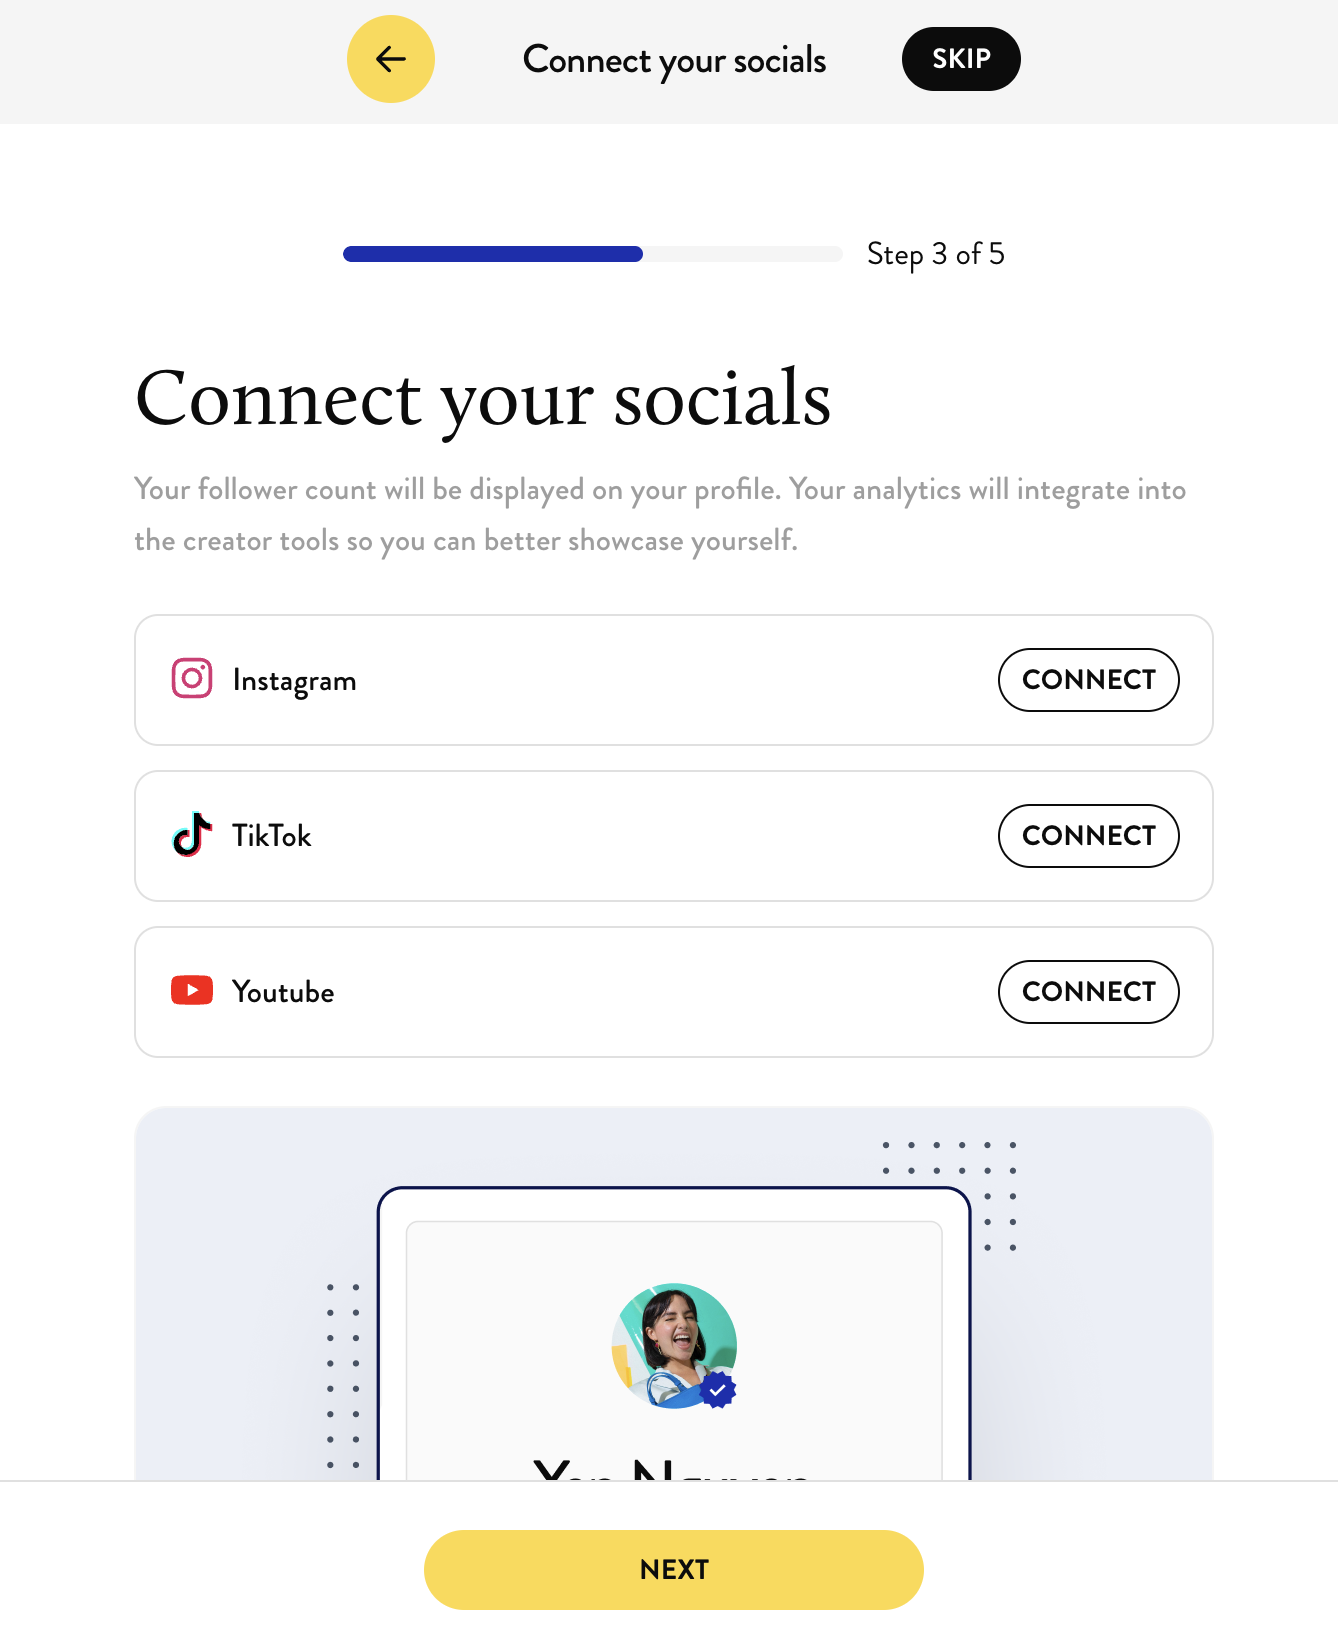 Connect your socials
SKIP
Step 3 of 5
Connect your socials
Your follower count will be displayed on your profile. Your analytics will integrate into
the creator tools so you can better showcase yourself.
Instagram
CONNECT
TikTok
CONNECT
Youtube
CONNECT
NEXT